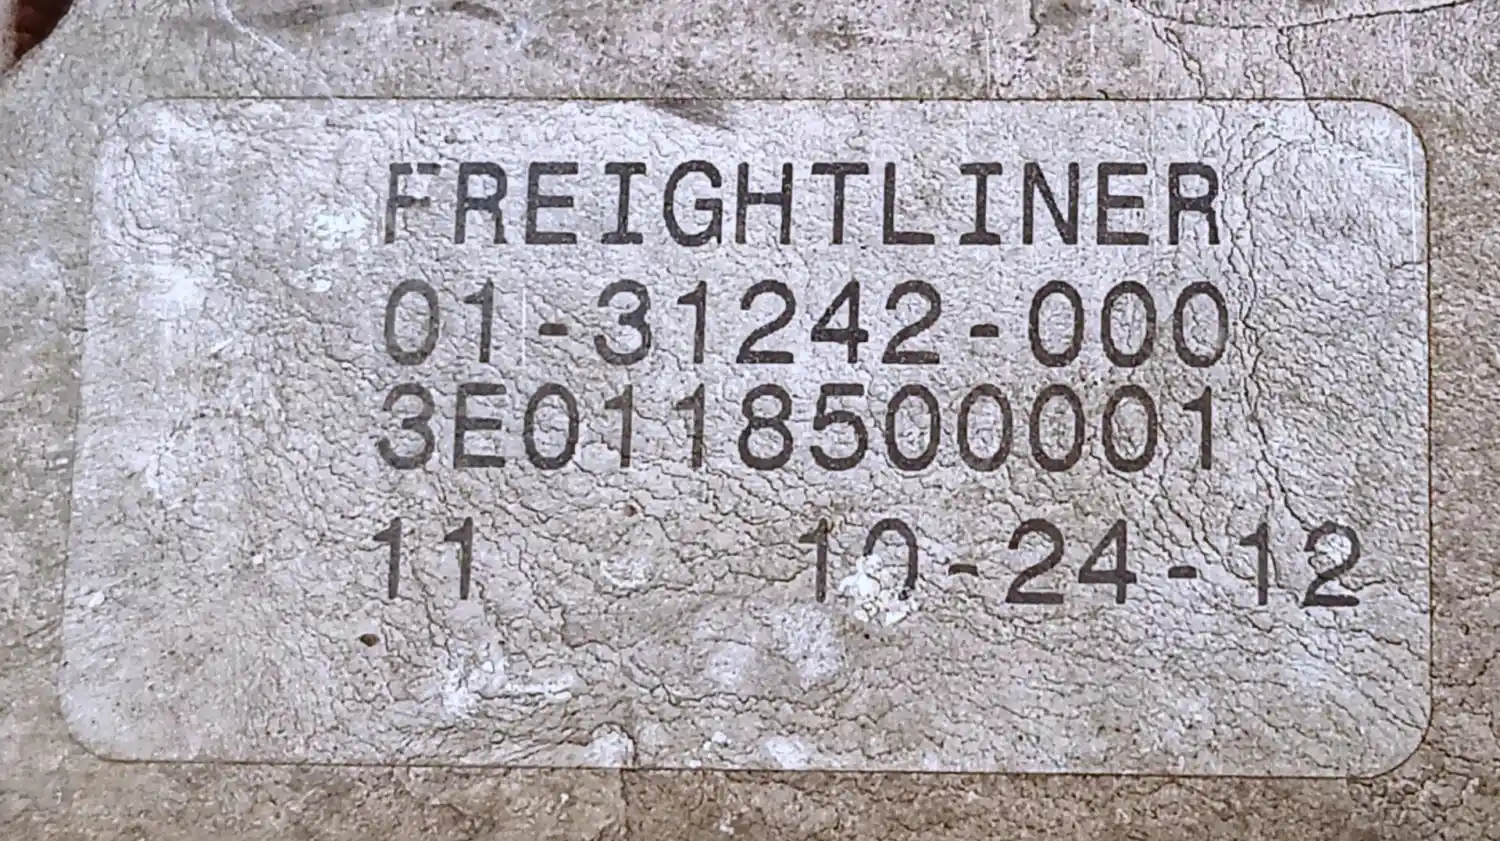 FREIGHTLINER
01-31242-000
3E0118500001
11 10-24-12